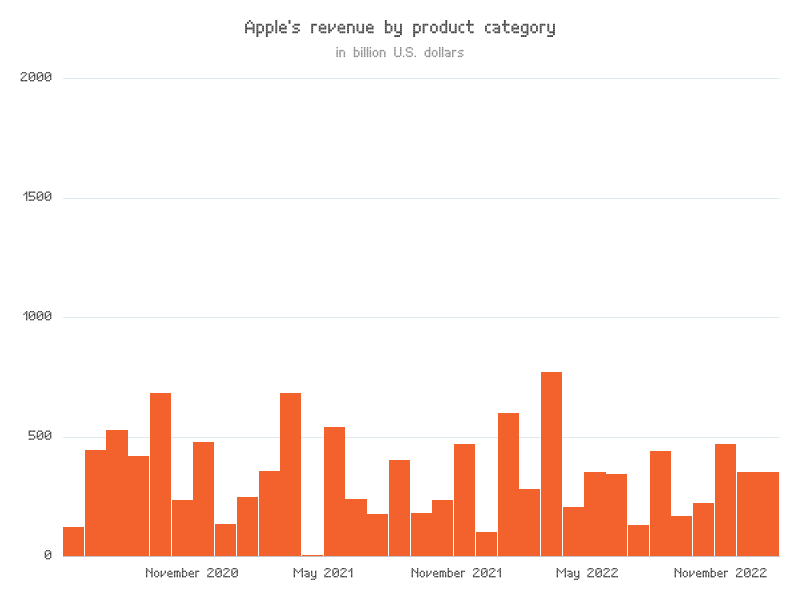 Apple's revenue by product category
in billion U.S. dollars
2000
1500
1000
500
0
November 2020 May 2021 November 2021 May 2022 November 2022